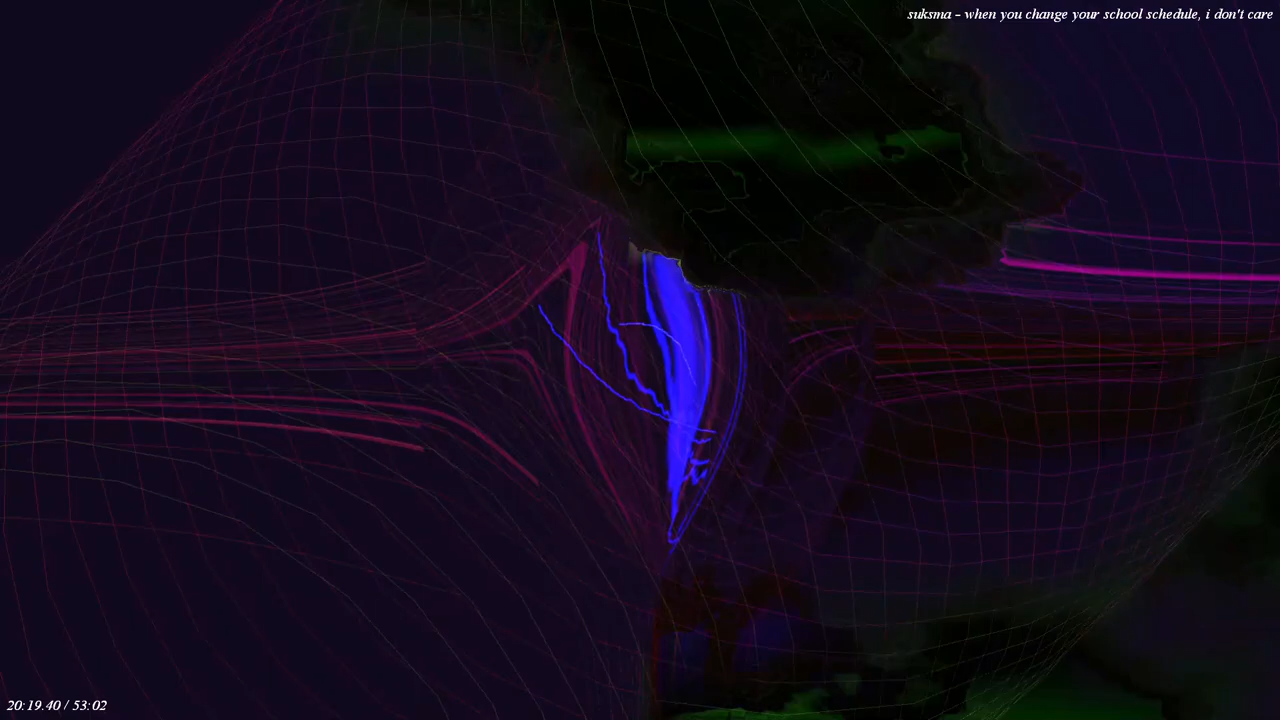 suksma - when you change your school schedule, i don't care
20:19.40 / 53:02